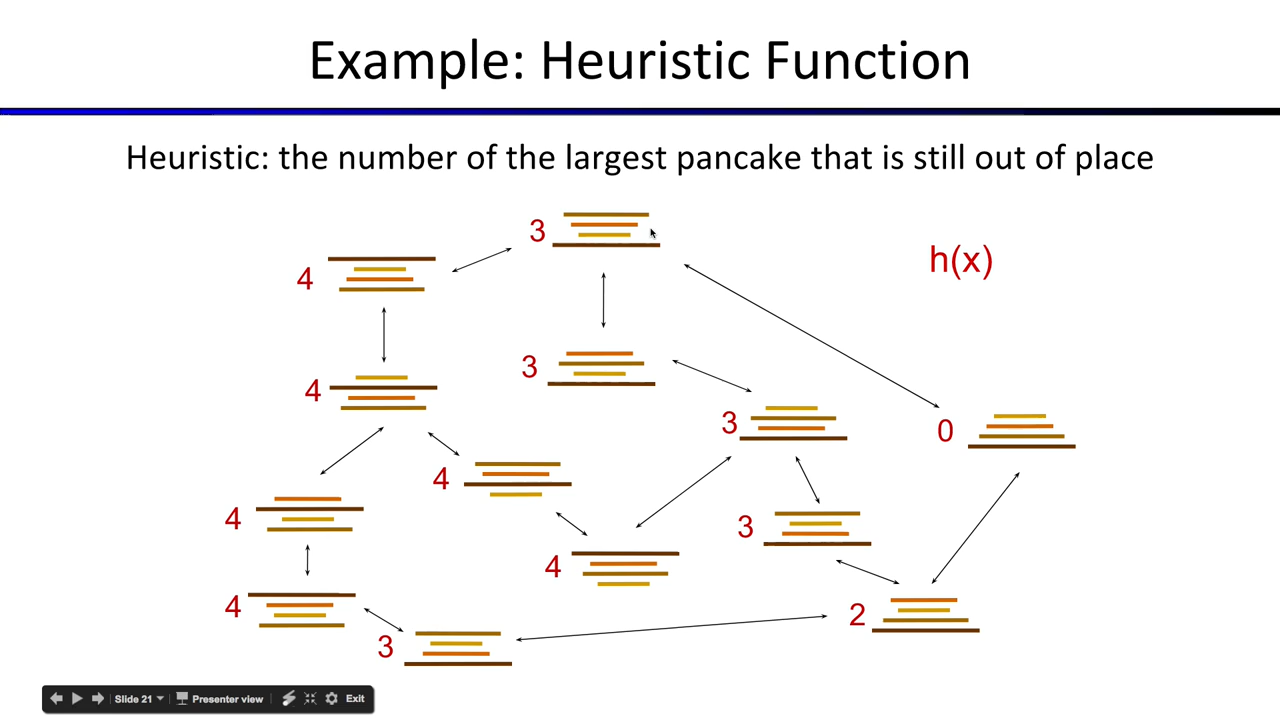 Example: Heuristic Function
Heuristic: the number of the largest pancake that is still out of place
3
h(x)
4
3
4
3
0
4
4
3
4
4
2
3
Slide 21
Presenter view
Exit